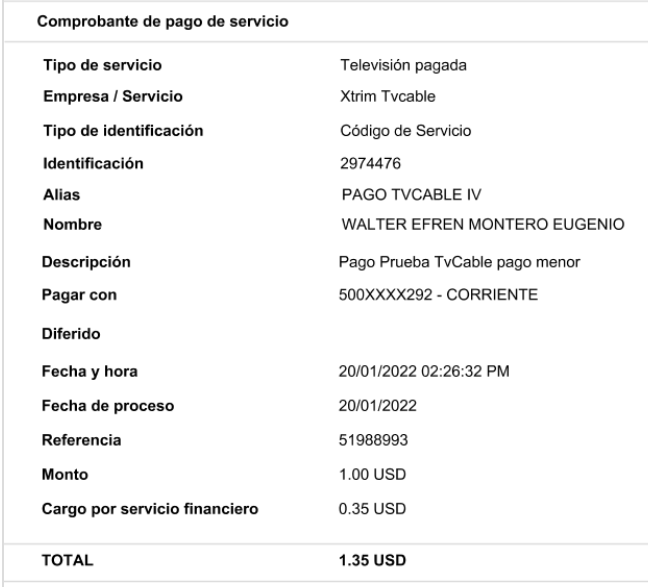 Comprobante de pago de servicio
Tipo de servicio Televisión pagada
Empresa / Servicio Xtrim Tvcable
Tipo de identificación Código de Servicio
Identificación 2974476
Alias PAGO TVCABLE IV
Nombre WALTER EFREN MONTERO EUGENIO
Descripción Pago Prueba TvCable pago menor
Pagar con 500XXXX292 - CORRIENTE
Diferido
Fecha y hora 20/01/2022 02:26:32 PM
Fecha de proceso 20/01/2022
Referencia 51988993
Monto 1.00 USD
Cargo por servicio financiero 0.35 USD
TOTAL 1.35 USD